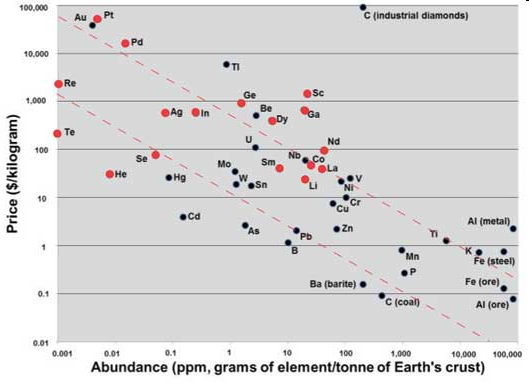 Price ($/kilogram)
100,000
10,000
1,000
100
10
1
0.1
0.01
Au
Pt
C (industrial diamonds)
Pd
Tl
Re
Ge
Sc
Ag
In
Be
Dy
Ga
Te
U
Nd
Se
Nb
Co
Sm
La
Mo
He
Hg
W
Sn
Li
V
Ni
Cr
Cu
Cd
As
Pb
Zn
Al (metal)
Ti
B
Mn
K
Fe (steel)
P
Ba (barite)
Fe (ore)
C (coal)
Al (ore)
0.001
0.01
0.1
1
10
100
1,000
10,000
100,000
Abundance (ppm, grams of element/tonne of Earth's crust)